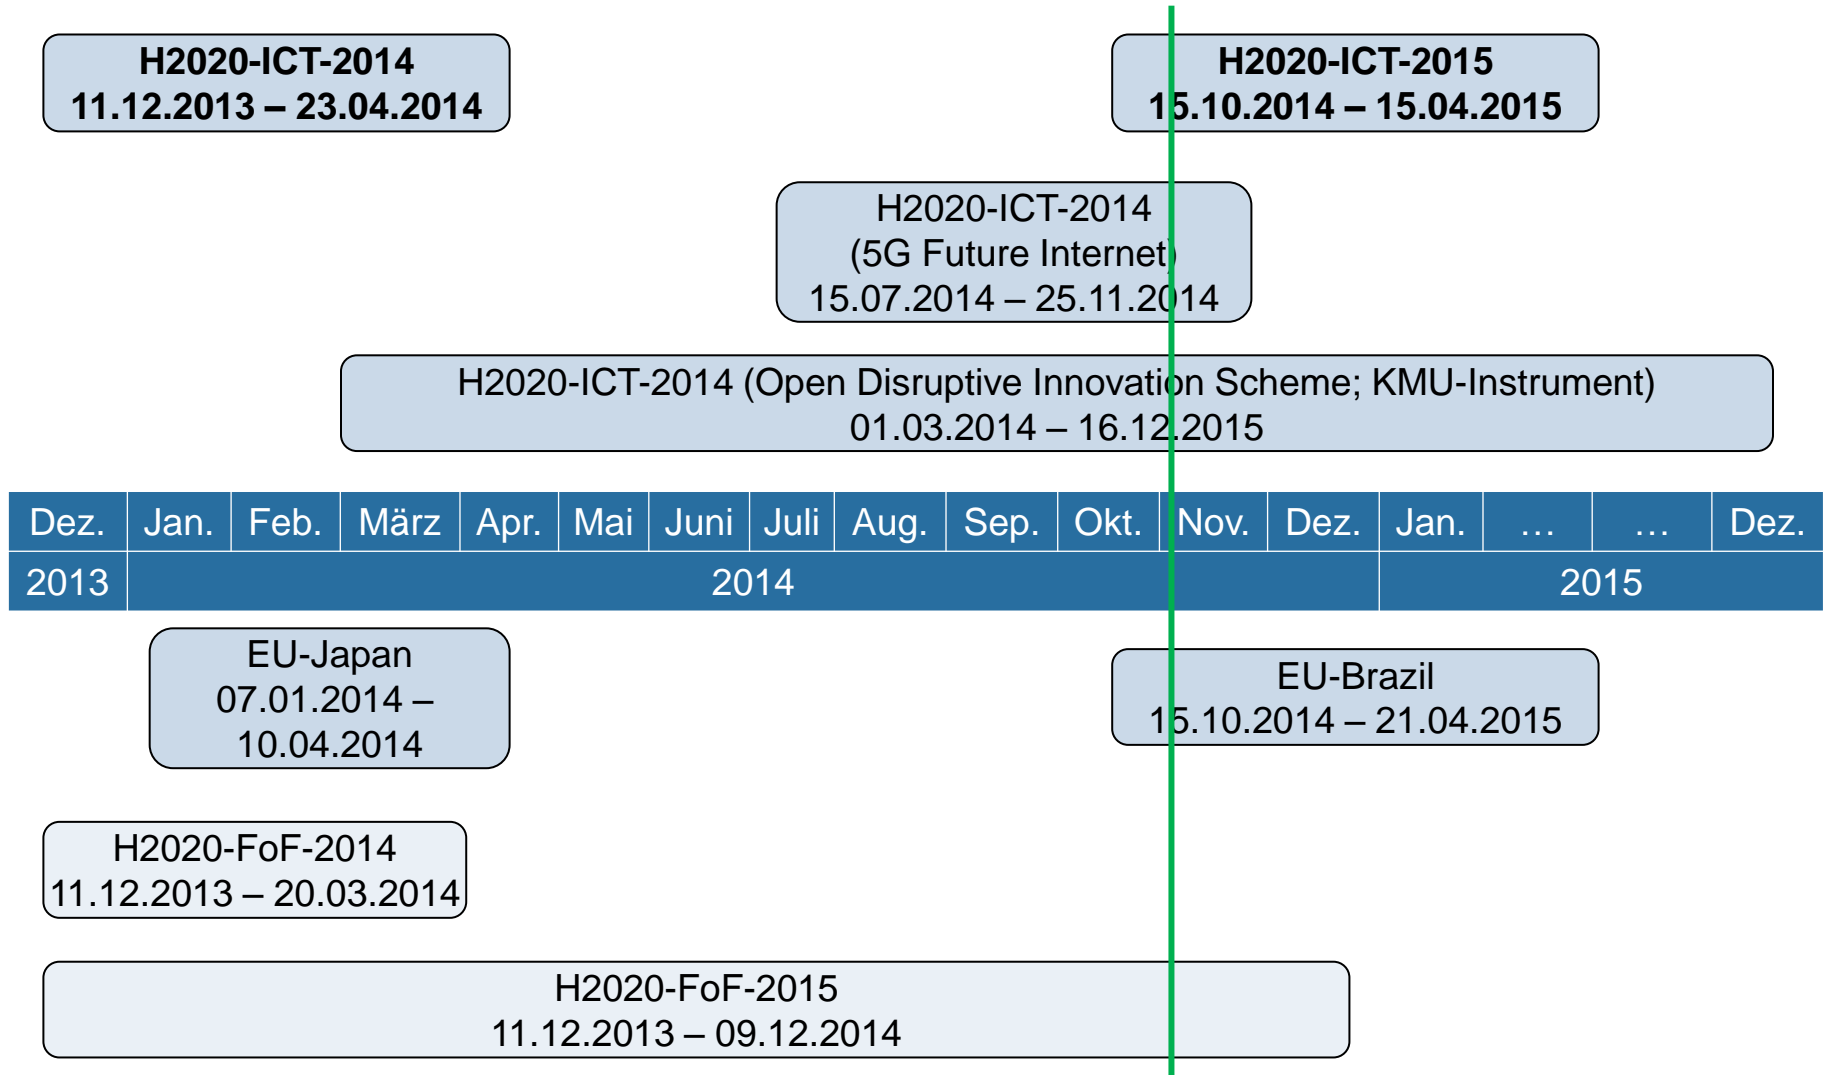 H2020-ICT-2014
11.12.2013 – 23.04.2014
H2020-ICT-2015
15.10.2014 – 15.04.2015
H2020-ICT-2014
(5G Future Internet)
15.07.2014 – 25.11.2014
H2020-ICT-2014 (Open Disruptive Innovation Scheme; KMU-Instrument)
01.03.2014 – 16.12.2015
Dez. Jan. Feb. März Apr. Mai Juni Juli Aug. Sep. Okt. Nov. Dez. Jan. … … Dez.
2013 2014 2015
EU-Japan
07.01.2014 –
10.04.2014
EU-Brazil
15.10.2014 – 21.04.2015
H2020-FoF-2014
11.12.2013 – 20.03.2014
H2020-FoF-2015
11.12.2013 – 09.12.2014